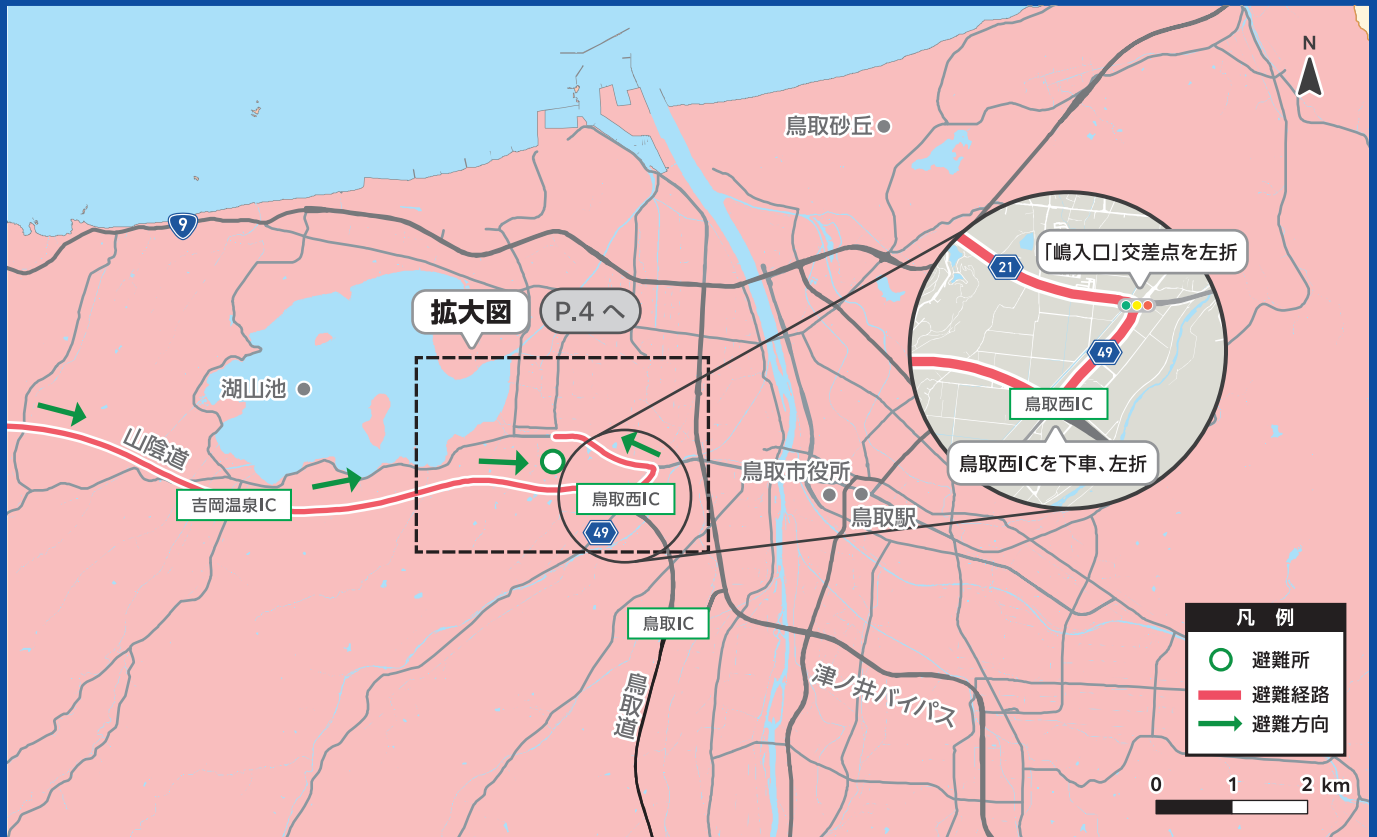 N
鳥取砂丘
9
「嶋入口」交差点を左折
21
拡大図
P.4 へ
49
湖山池
鳥取西IC
山陰道
鳥取西ICを下車、左折
鳥取市役所
吉岡温泉IC
鳥取西IC
鳥取駅
49
凡 例
鳥取IC
避難所
鳥取道
津ノ井バイパス
避難経路
避難方向
0 1 2 km